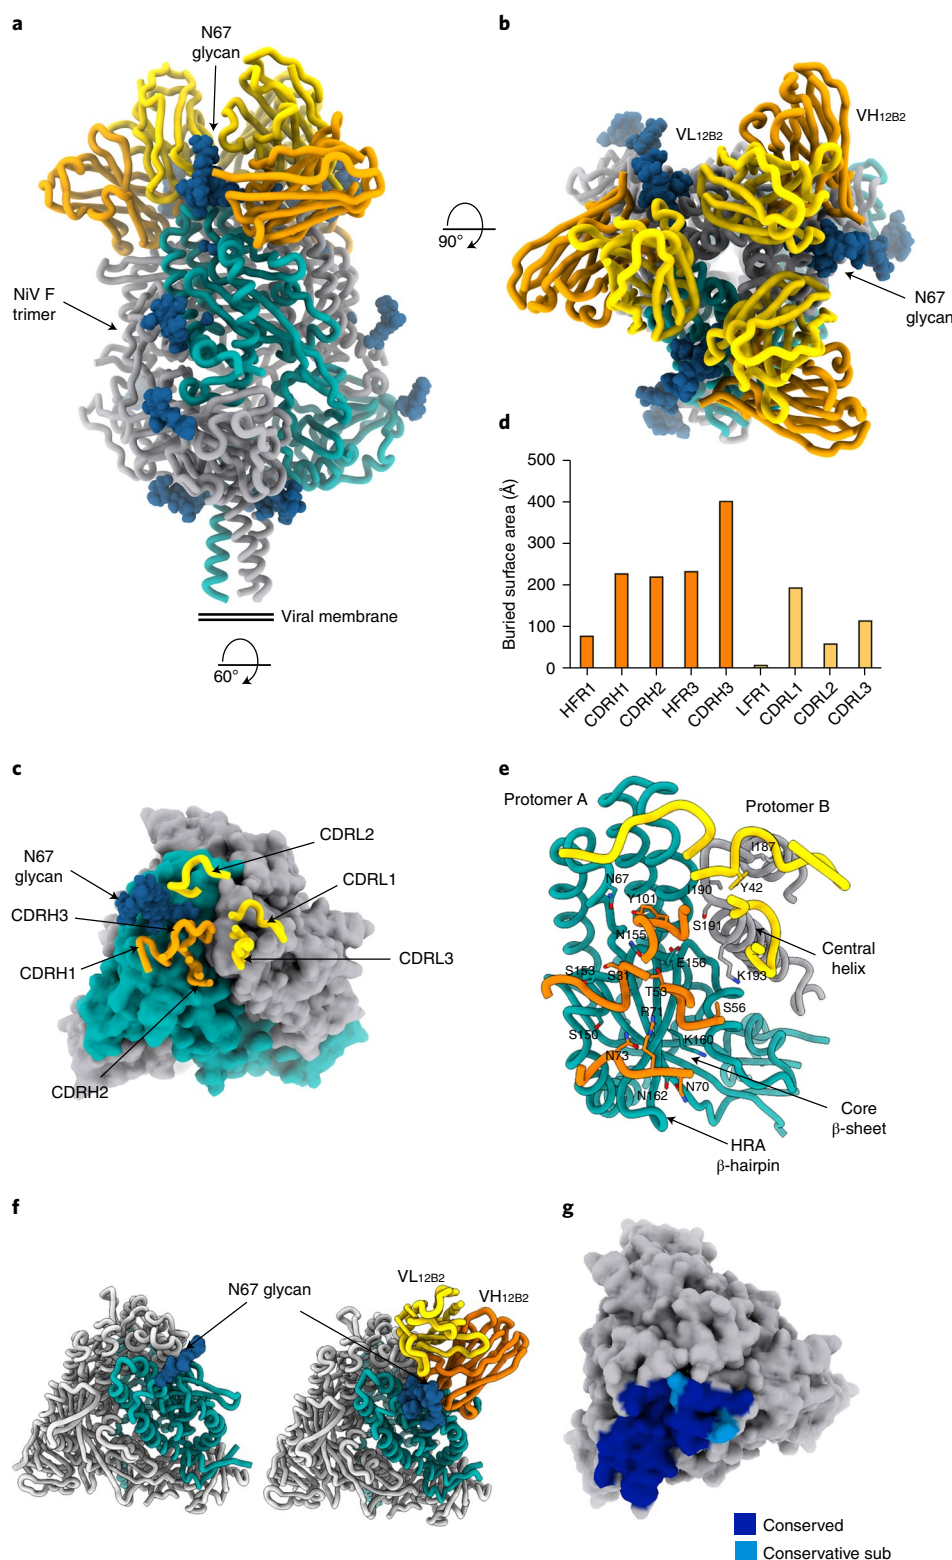 a
N67
glycan
NiV F
trimer
Viral membrane
60°
90°
b
VL12B2
VH12B2
N67
glycan
d
Buried surface area (Å)
500
400
300
200
100
0
HFR1
CDRH1
CDRH2
HFR3
CDRH3
LFR1
CDRL1
CDRL2
CDRL3
c
CDRL2
N67
glycan
CDRL1
CDRH3
CDRH1
CDRL3
CDRH2
e
Protomer A
Protomer B
I187
N67
I190
Y42
Y101
S191
N155
Central
helix
E156
S153
S31
K193
T53
S56
R71
S150
K160
N73
N162
N70
Core
β-sheet
HRA
β-hairpin
f
N67 glycan
VL12B2
VH12B2
g
Conserved
Conservative sub